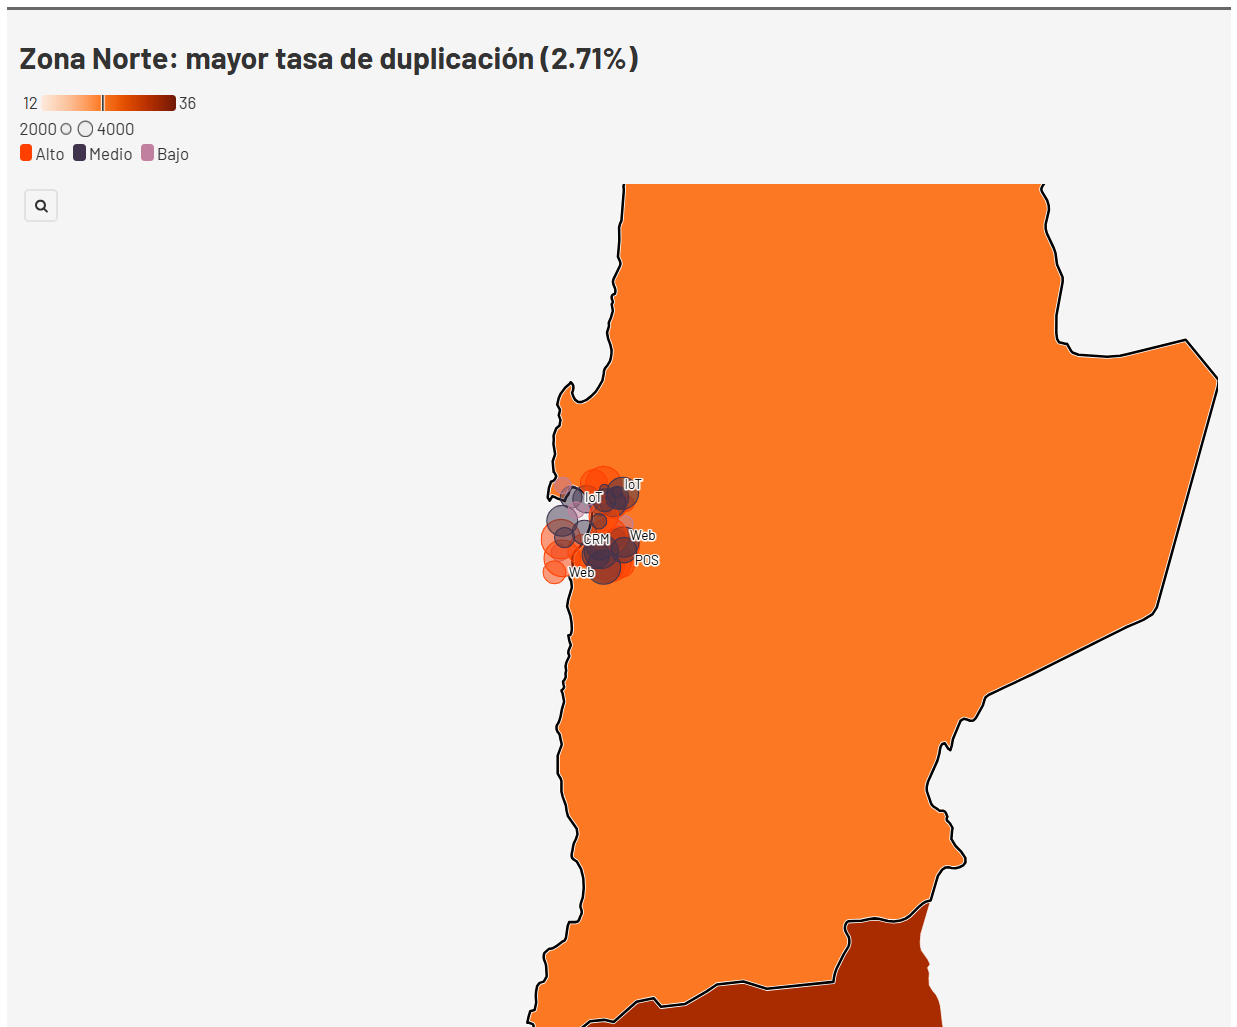 Zona Norte: mayor tasa de duplicación (2.71%)
12 36
2000 4000
Alto Medio Bajo
IoT
IoT
Web
CRM
POS
Web